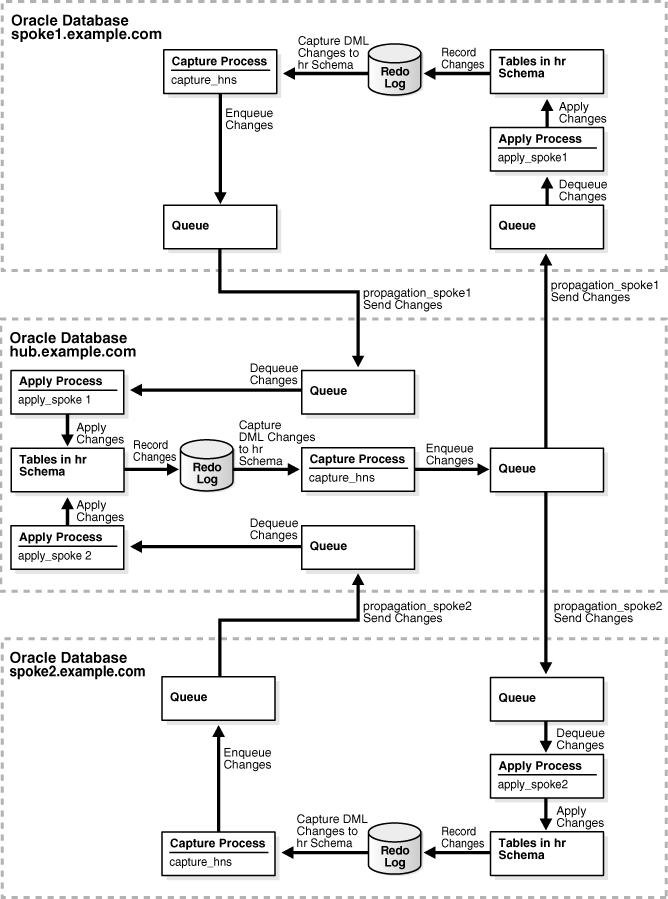 Oracle Database
spoke1.example.com
Capture Process
capture_hns
Capture DML
Changes to
hr Schema
Redo
Log
Record
Changes
Tables in hr
Schema
Enqueue
Changes
Apply
Changes
Apply Process
apply_spoke1
Dequeue
Changes
Queue
Queue
propagation_spoke1
Send Changes
propagation_spoke1
Send Changes
Oracle Database
hub.example.com
Apply Process
apply_spoke 1
Dequeue
Changes
Queue
Apply
Changes
Tables in hr
Schema
Record
Changes
Redo
Log
Capture
DML Changes
to hr
Schema
Capture Process
capture_hns
Enqueue
Changes
Queue
Apply
Changes
Apply Process
apply_spoke 2
Dequeue
Changes
Queue
propagation_spoke2
Send Changes
propagation_spoke2
Send Changes
Oracle Database
spoke2.example.com
Queue
Queue
Dequeue
Changes
Enqueue
Changes
Apply Process
apply_spoke2
Apply
Changes
Capture Process
capture_hns
Capture DML
Changes to
hr Schema
Redo
Log
Record
Changes
Tables in hr
Schema